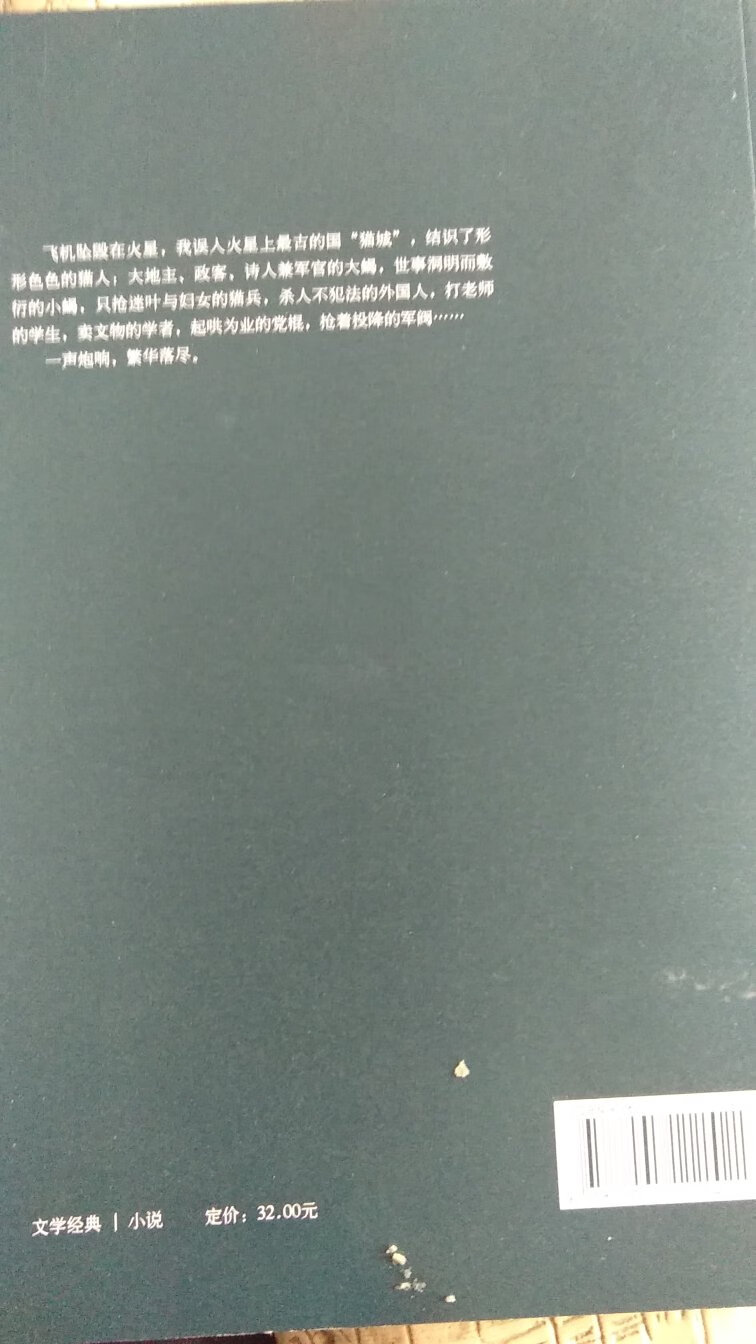 飞机坠毁在火星，我误入火星上最古的国“猫城”，结识了形
形色色的猫人：大地主、政客、诗人兼军官的大蝎，世事洞明而敷
衍的小蝎，只抢迷叶与妇女的猫兵，杀人不犯法的外国人，打老师
的学生，卖文物的学者，起哄为业的党棍，抢着投降的军阀……
一声炮响，繁华落尽。
文学经典 | 小说 定价：32.00元